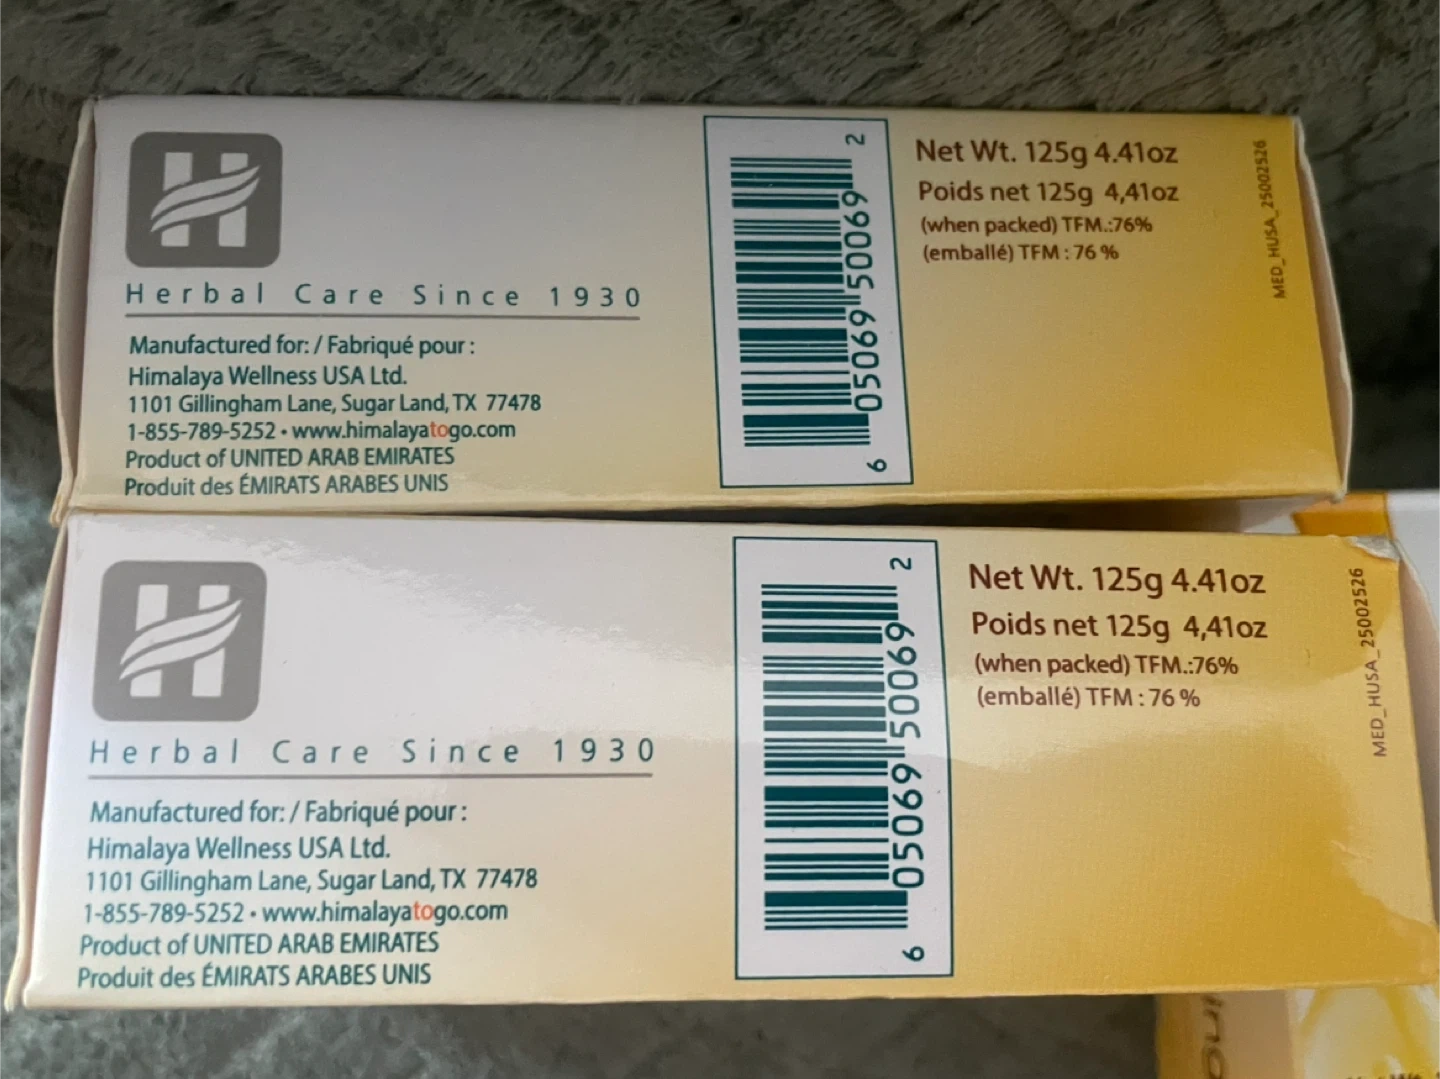 H
Herbal Care Since 1930
Manufactured for: / Fabriqué pour :
Himalaya Wellness USA Ltd.
1101 Gillingham Lane, Sugar Land, TX 77478
1-855-789-5252 • www.himalayatogo.com
Product of UNITED ARAB EMIRATES
Produit des ÉMIRATS ARABES UNIS
6 05069 50069 2
Net Wt. 125g 4.41oz
Poids net 125g 4,41oz
(when packed) TFM.:76%
(emballé) TFM : 76 %
MED_HUSA_25002526
H
Herbal Care Since 1930
Manufactured for: / Fabriqué pour :
Himalaya Wellness USA Ltd.
1101 Gillingham Lane, Sugar Land, TX 77478
1-855-789-5252 • www.himalayatogo.com
Product of UNITED ARAB EMIRATES
Produit des ÉMIRATS ARABES UNIS
6 05069 50069 2
Net Wt. 125g 4.41oz
Poids net 125g 4,41oz
(when packed) TFM.:76%
(emballé) TFM : 76 %
MED_HUSA_25002526